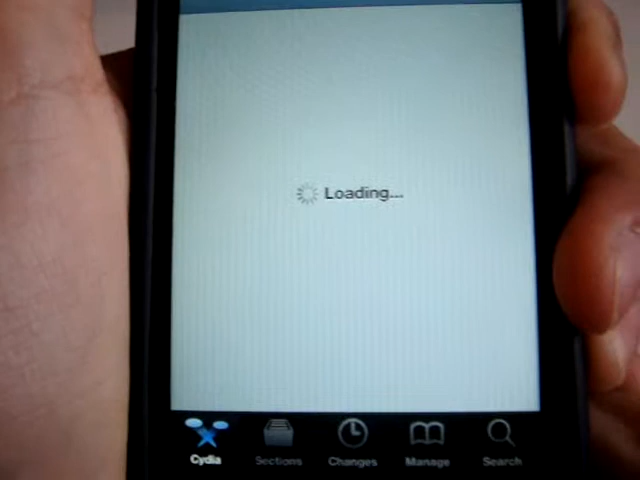 Loading...
Cydia
Sections
Changes
Manage
Search